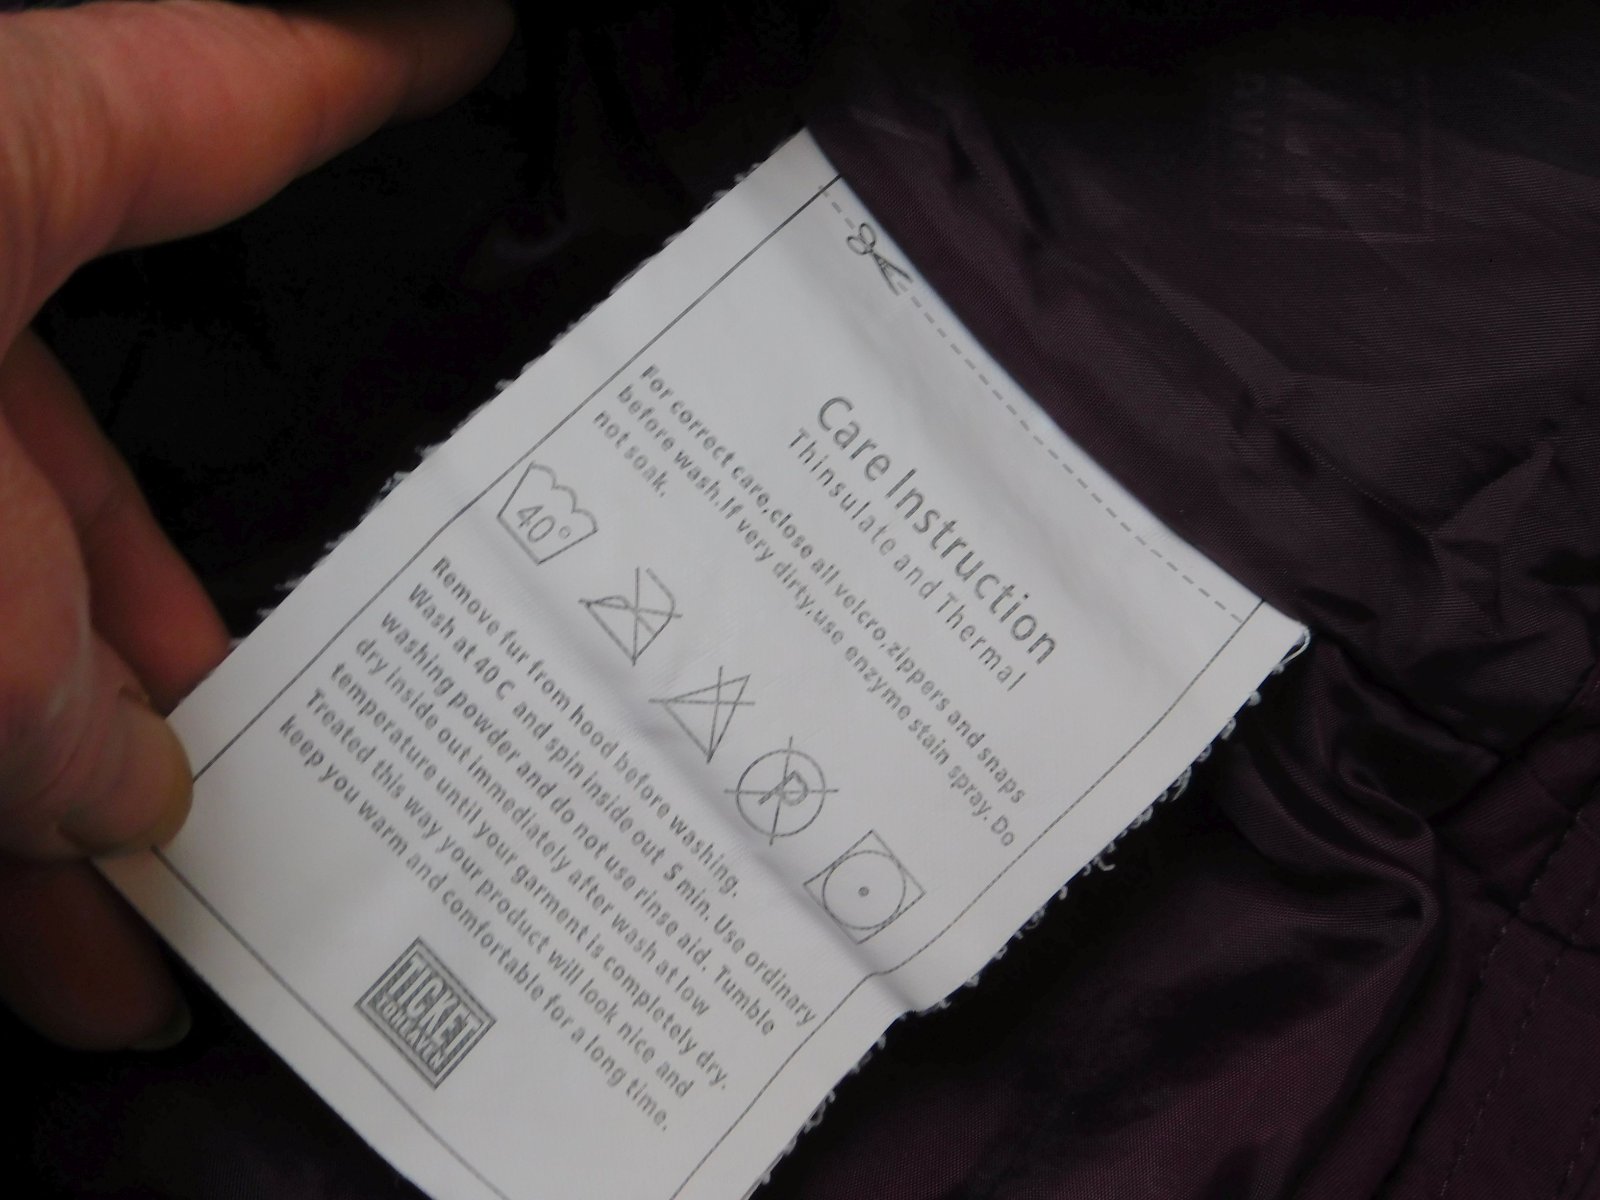 Care Instruction
Thinsulate and Thermal
For correct care,close all velcro,zippers and snaps
before wash.If very dirty,use enzyme stain spray. Do
not soak.
40°
P
Remove fur from hood before washing.
Wash at 40 C and spin inside out 5 min. Use ordinary
washing powder and do not use rinse aid. Tumble
dry inside out immediately after wash at low
temperature until your garment is completely dry.
Treated this way your product will look nice and
keep you warm and comfortable for a long time.
TICKET
TOHEAVEN